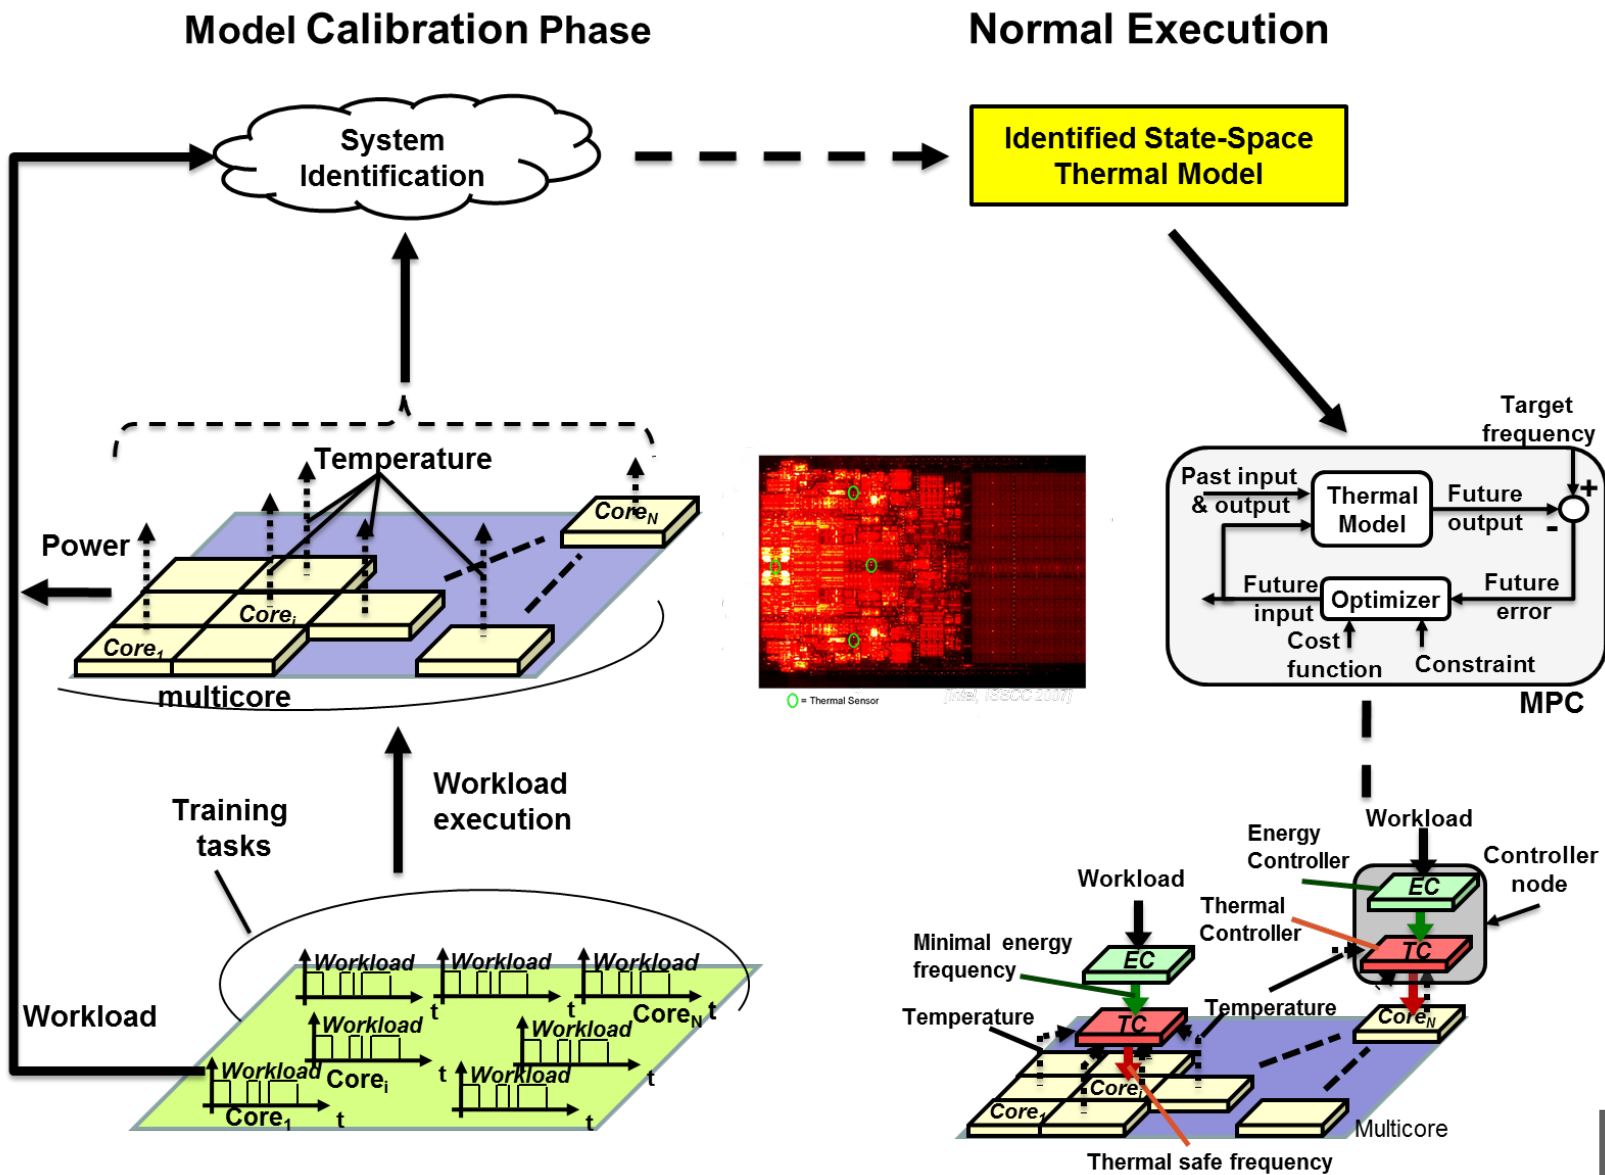 Model Calibration Phase
Normal Execution
System
Identification
Identified State-Space
Thermal Model
Temperature
Power
Core1
Corei
CoreN
multicore
Workload
execution
Training
tasks
Workload
Workload
Workload
Workload
t
t
CoreN t
Workload
Workload
Corei
t
t
Workload
Workload
Core1
t
t
= Thermal Sensor
[Intel, ISSCC 2007]
Target
frequency
Past input
& output
Thermal
Model
Future
output
+
-
Future
input
Optimizer
Future
error
Cost
function
Constraint
MPC
Workload
Energy
Controller
Controller
node
EC
Thermal
Controller
TC
Workload
Minimal energy
frequency
EC
Temperature
TC
Temperature
CoreN
Corei
Core1
Multicore
Thermal safe frequency